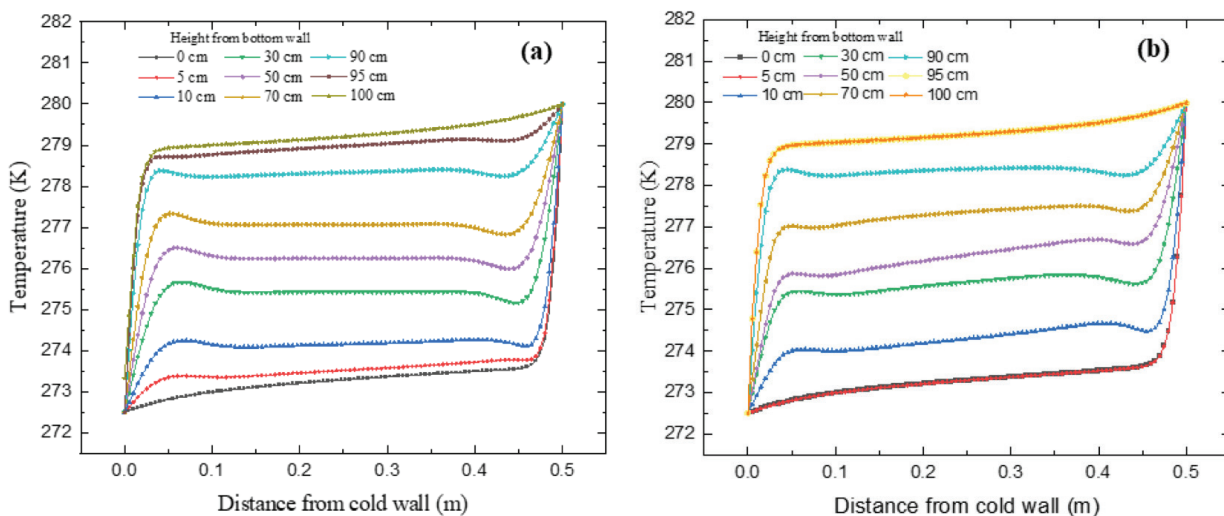 282
281
280
279
278
277
276
275
274
273
272
Temperature (K)
Height from bottom wall
0 cm 30 cm 90 cm
5 cm 50 cm 95 cm
10 cm 70 cm 100 cm
(a)
0.0 0.1 0.2 0.3 0.4 0.5
Distance from cold wall (m)
282
281
280
279
278
277
276
275
274
273
272
Temperature (K)
Height from bottom wall
0 cm 30 cm 90 cm
5 cm 50 cm 95 cm
10 cm 70 cm 100 cm
(b)
0.0 0.1 0.2 0.3 0.4 0.5
Distance from cold wall (m)